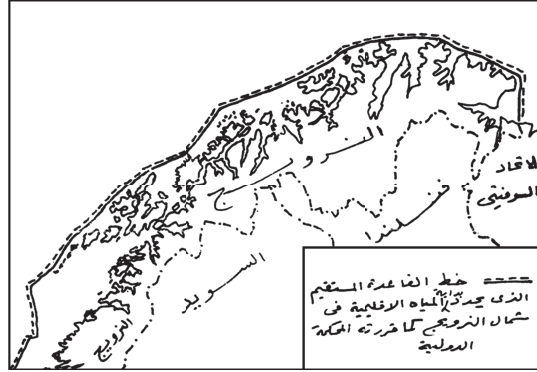 النرويج
الاتحاد
السوفيتى
فنلندا
السويد
النرويج
خط القاعدة المستقيم
الذى يحدد بداية المياه الاقليمية فى
شمال النرويج كما قررته المحكمة
الدولية